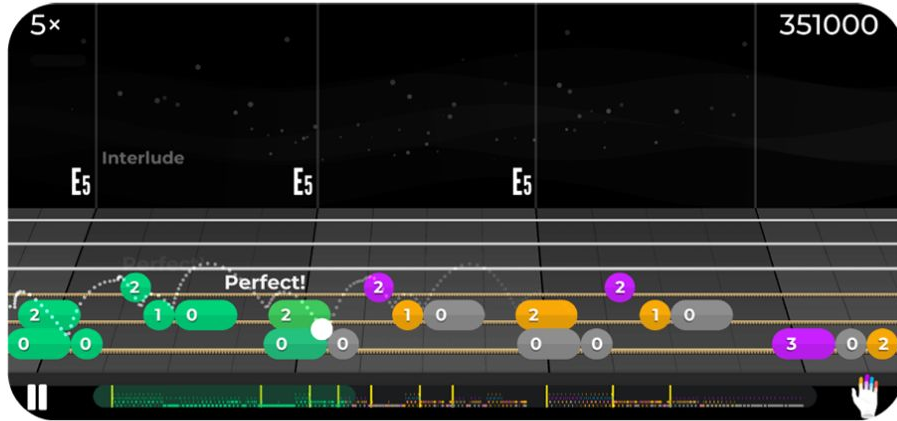 5× 351000
Interlude
E5 E5 E5
Perfect!
Perfect!
2 2 2
2 1 0 2 1 0 2 1 0
0 0 0 0 0 0 3 0 2